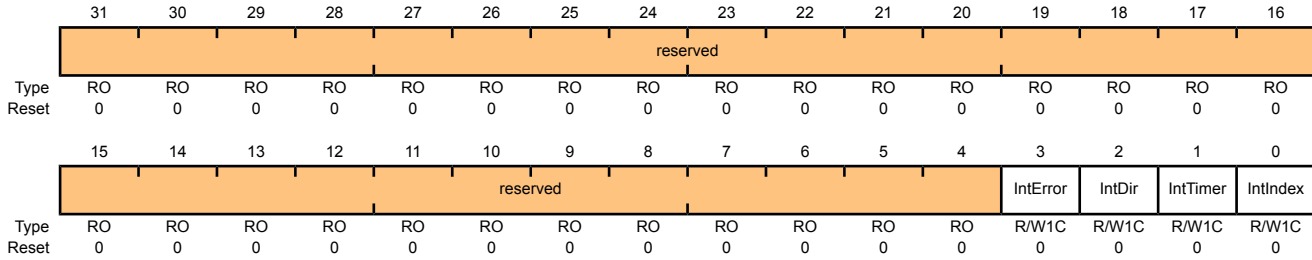 31 30 29 28 27 26 25 24 23 22 21 20 19 18 17 16
reserved
Type RO RO RO RO RO RO RO RO RO RO RO RO RO RO RO RO
Reset 0 0 0 0 0 0 0 0 0 0 0 0 0 0 0 0
15 14 13 12 11 10 9 8 7 6 5 4 3 2 1 0
reserved IntError IntDir IntTimer IntIndex
Type RO RO RO RO RO RO RO RO RO RO RO RO R/W1C R/W1C R/W1C R/W1C
Reset 0 0 0 0 0 0 0 0 0 0 0 0 0 0 0 0